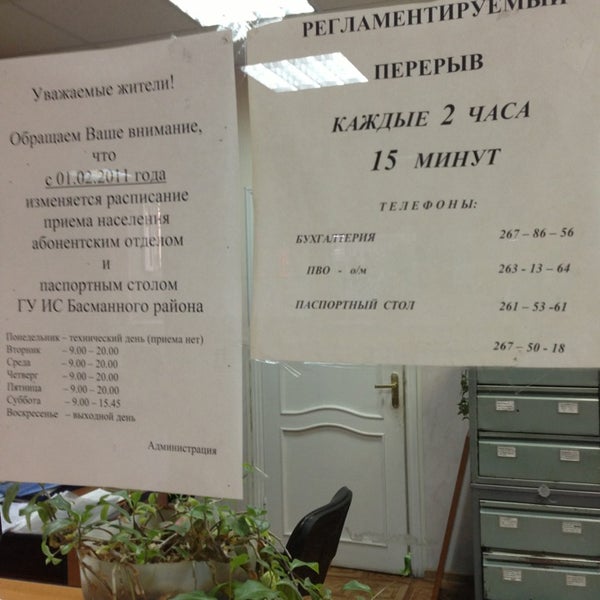 Уважаемые жители!
Обращаем Ваше внимание,
что
с 01.02.2011 года
изменяется расписание
приема населения
абонентским отделом
и
паспортным столом
ГУ ИС Басманного района
Понедельник – технический день (приема нет)
Вторник – 9.00 – 20.00
Среда – 9.00 – 20.00
Четверг – 9.00 – 20.00
Пятница – 9.00 – 20.00
Суббота – 9.00 – 15.45
Воскресенье – выходной день
Администрация
РЕГЛАМЕНТИРУЕМЫЙ
ПЕРЕРЫВ
КАЖДЫЕ 2 ЧАСА
15 МИНУТ
ТЕЛЕФОНЫ:
БУХГАЛТЕРИЯ 267 – 86 – 56
ПВО - о/м 263 - 13 – 64
ПАСПОРТНЫЙ СТОЛ 261 – 53 -61
267 – 50 - 18